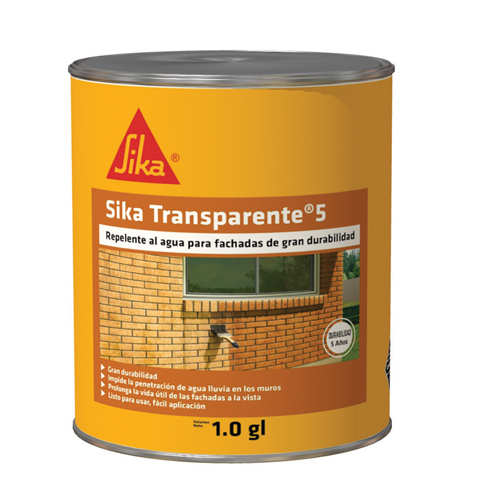 Sika®
Sika Transparente® 5
Repelente al agua para fachadas de gran durabilidad
DURABILIDAD
5 Años
Gran durabilidad
Impide la penetración de agua lluvia en los muros
Prolonga la vida útil de las fachadas a la vista
Listo para usar, fácil aplicación
1.0 gl